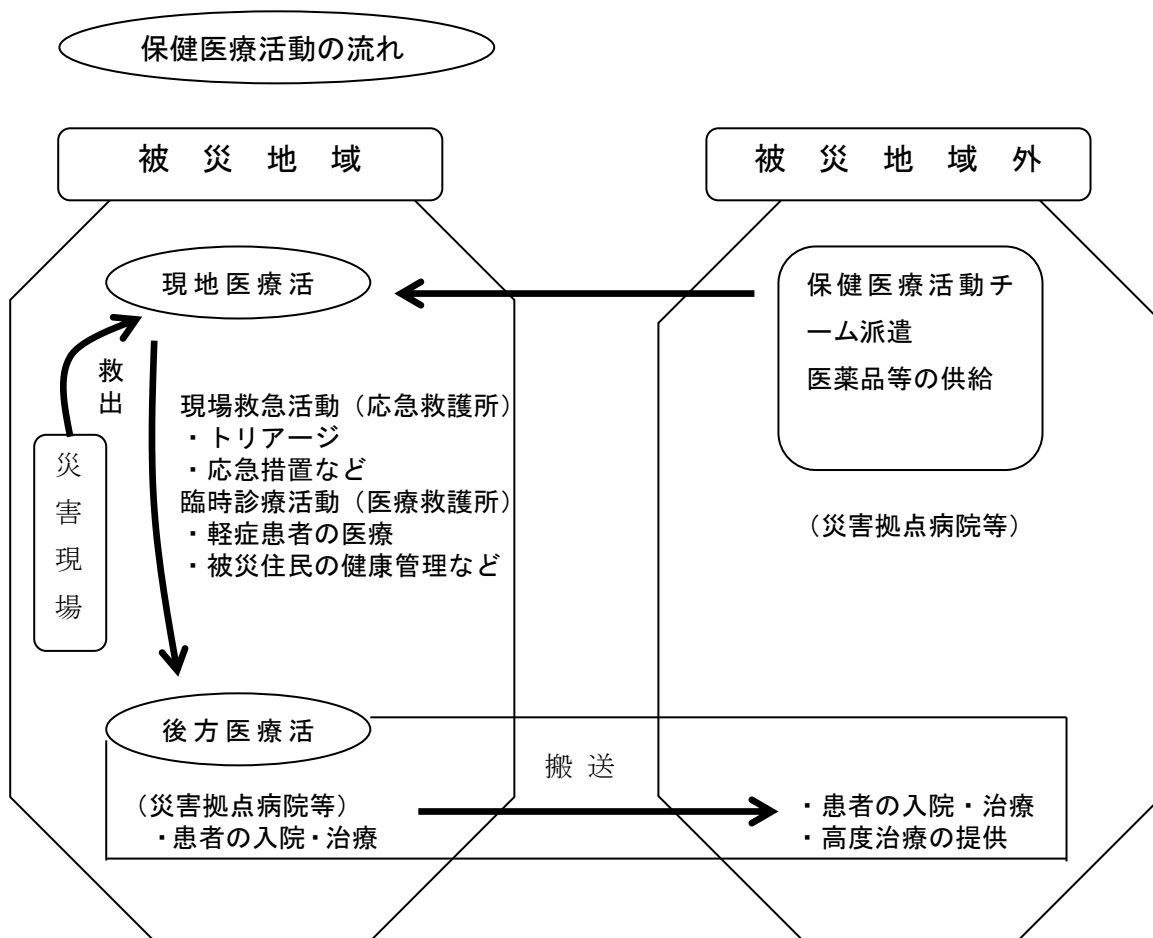 保健医療活動の流れ
被災地域
被災地域外
現地医療活
保健医療活動チ
ーム派遣
医薬品等の供給
救出
災害現場
現場救急活動（応急救護所）
・トリアージ
・応急措置など
臨時診療活動（医療救護所）
・軽症患者の医療
・被災住民の健康管理など
（災害拠点病院等）
後方医療活
搬送
（災害拠点病院等）
・患者の入院・治療
・患者の入院・治療
・高度治療の提供